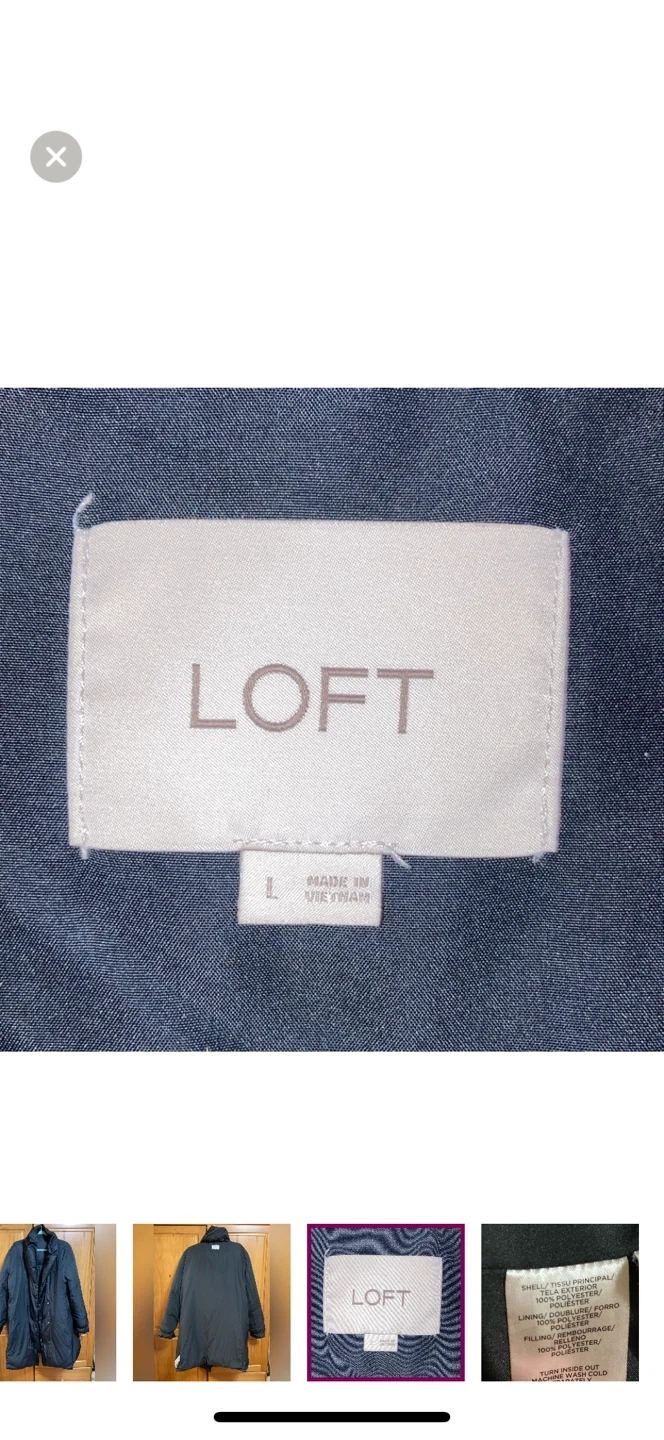 LOFT
L
MADE IN
VIETNAM
LOFT
SHELL/ TISSU PRINCIPAL/
TELA EXTERIOR
100% POLYESTER/
POLIÉSTER
LINING/ DOUBLURE/ FORRO
100% POLYESTER/
POLIÉSTER
FILLING/ REMBOURRAGE/
RELLENO
100% POLYESTER/
POLIÉSTER
TURN INSIDE OUT
MACHINE WASH COLD